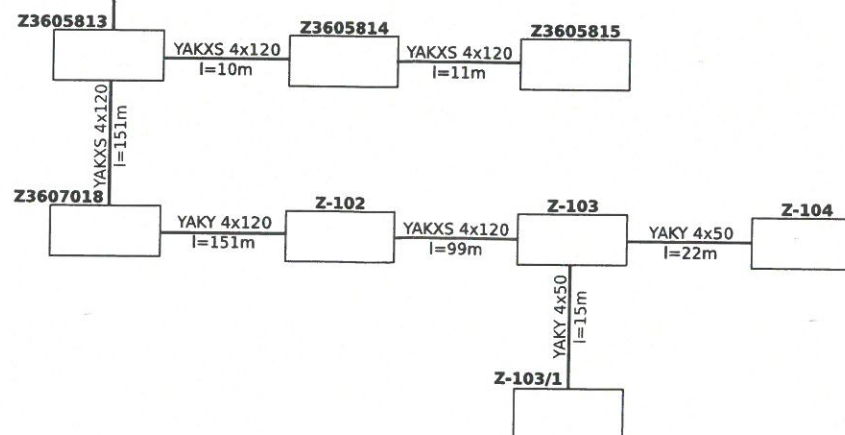 Z3605813
YAKXS 4x120
l=10m
Z3605814
YAKXS 4x120
l=11m
Z3605815
YAKXS 4x120
l=151m
Z3607018
YAKY 4x120
l=151m
Z-102
YAKXS 4x120
l=99m
Z-103
YAKY 4x50
l=22m
Z-104
YAKY 4x50
l=15m
Z-103/1